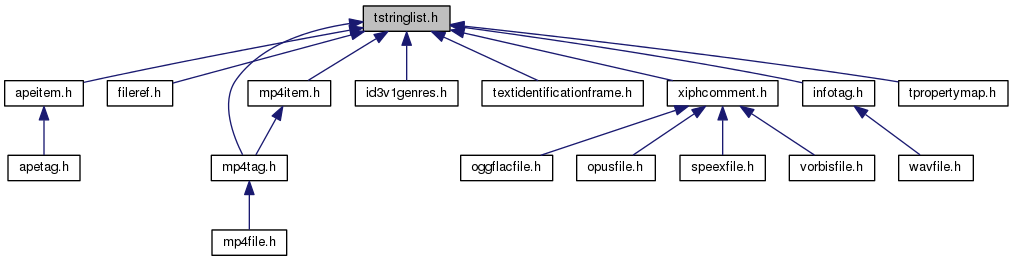 tstringlist.h
apeitem.h
fileref.h
mp4item.h
id3v1genres.h
textidentificationframe.h
xiphcomment.h
infotag.h
tpropertymap.h
apetag.h
mp4tag.h
oggflacfile.h
opusfile.h
speexfile.h
vorbisfile.h
wavfile.h
mp4file.h